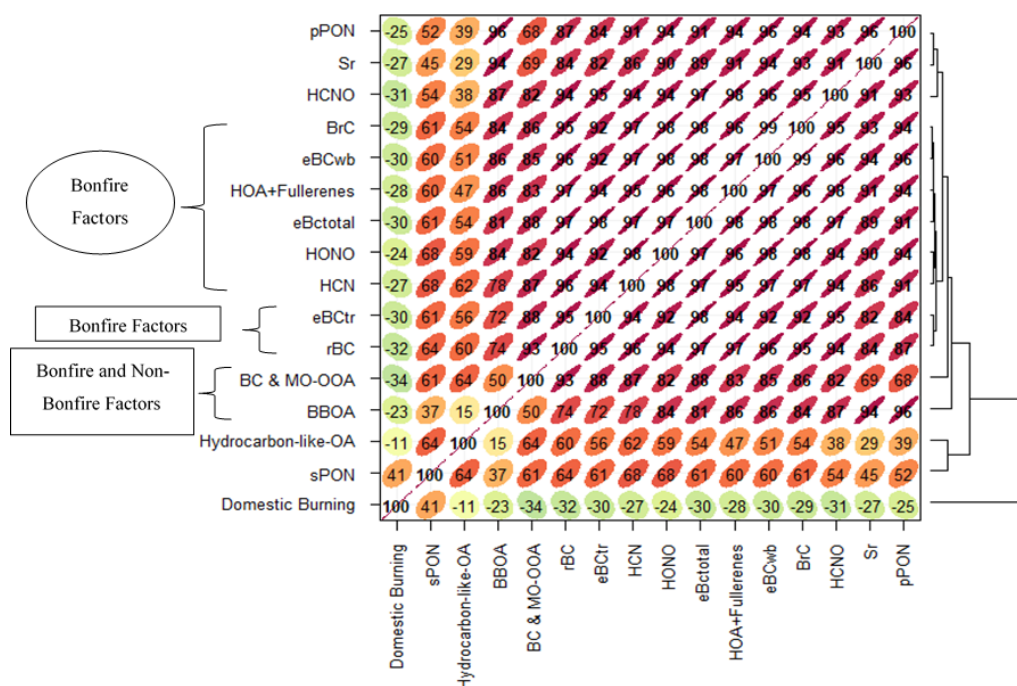 pPON -25 52 39 96 68 87 84 91 94 91 94 96 94 93 96 100
Sr -27 45 29 94 69 84 82 86 90 89 91 94 93 91 100 96
HCNO -31 54 38 87 82 94 95 94 94 97 98 96 95 100 91 93
BrC -29 61 54 84 86 95 92 97 98 98 96 99 100 95 93 94
eBCwb -30 60 51 86 85 96 92 97 98 98 97 100 99 96 94 96
HOA+Fullerenes -28 60 47 86 83 97 94 95 96 98 100 97 96 98 91 94
eBctotal -30 61 54 81 88 97 98 97 97 100 98 98 98 97 89 91
HONO -24 68 59 84 82 94 92 98 100 97 96 98 98 94 90 94
HCN -27 68 62 78 87 96 94 100 98 97 95 97 97 94 86 91
eBCtr -30 61 56 72 88 95 100 94 92 98 94 92 92 95 82 84
rBC -32 64 60 74 93 100 95 96 94 97 97 96 95 94 84 87
BC & MO-OOA -34 61 64 50 100 93 88 87 82 88 83 85 86 82 69 68
BBOA -23 37 15 100 50 74 72 78 84 81 86 86 84 87 94 96
Hydrocarbon-like-OA -11 64 100 15 64 60 56 62 59 54 47 51 54 38 29 39
sPON 41 100 64 37 61 64 61 68 68 61 60 60 61 54 45 52
Domestic Burning 100 41 -11 -23 -34 -32 -30 -27 -24 -30 -28 -30 -29 -31 -27 -25
Bonfire
Factors
Bonfire Factors
Bonfire and Non-
Bonfire Factors
Domestic Burning
sPON
Hydrocarbon-like-OA
BBOA
BC & MO-OOA
rBC
eBCtr
HCN
HONO
eBctotal
HOA+Fullerenes
eBCwb
BrC
HCNO
Sr
pPON